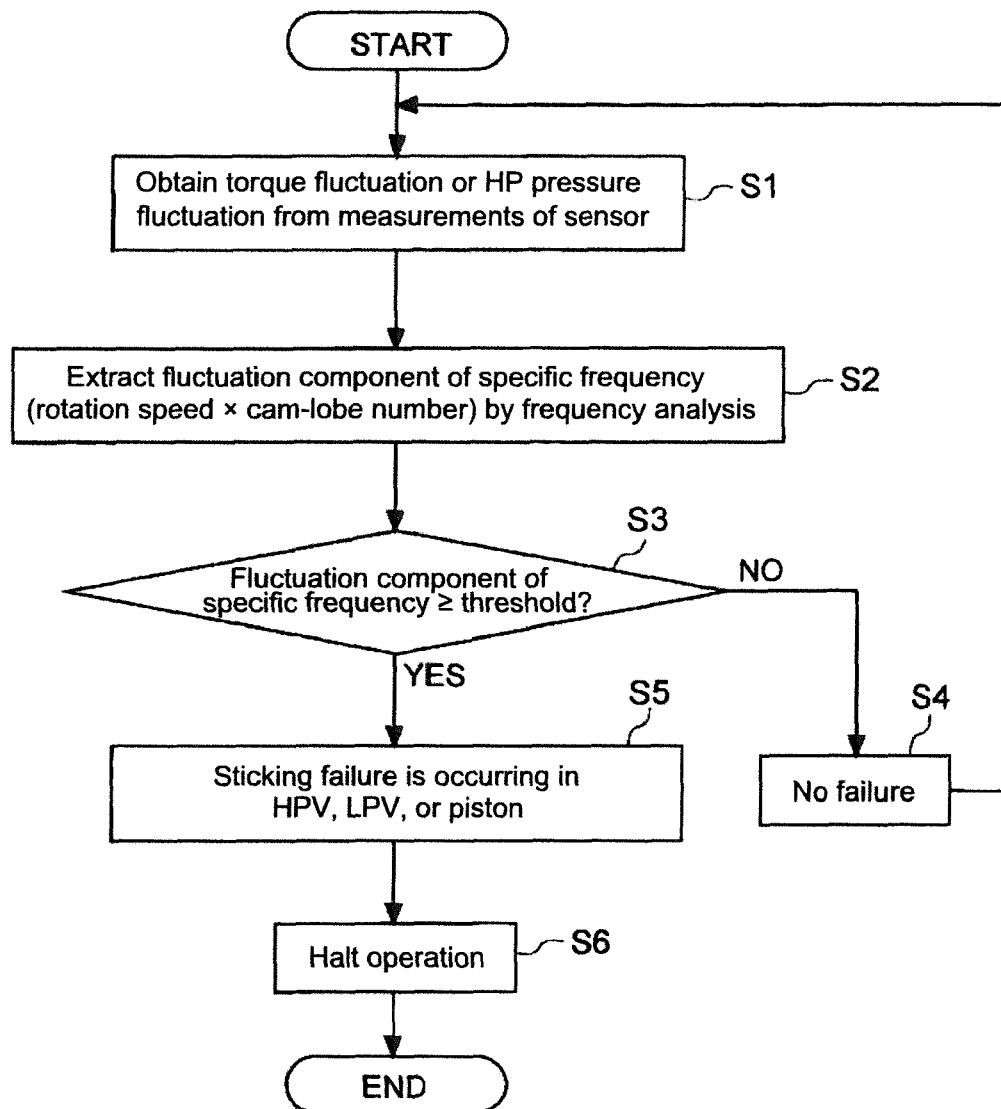 START
Obtain torque fluctuation or HP pressure
fluctuation from measurements of sensor
S1
Extract fluctuation component of specific frequency
(rotation speed × cam-lobe number) by frequency analysis
S2
S3
Fluctuation component of
specific frequency ≥ threshold?
NO
YES
S5
S4
Sticking failure is occurring in
HPV, LPV, or piston
No failure
Halt operation
S6
END